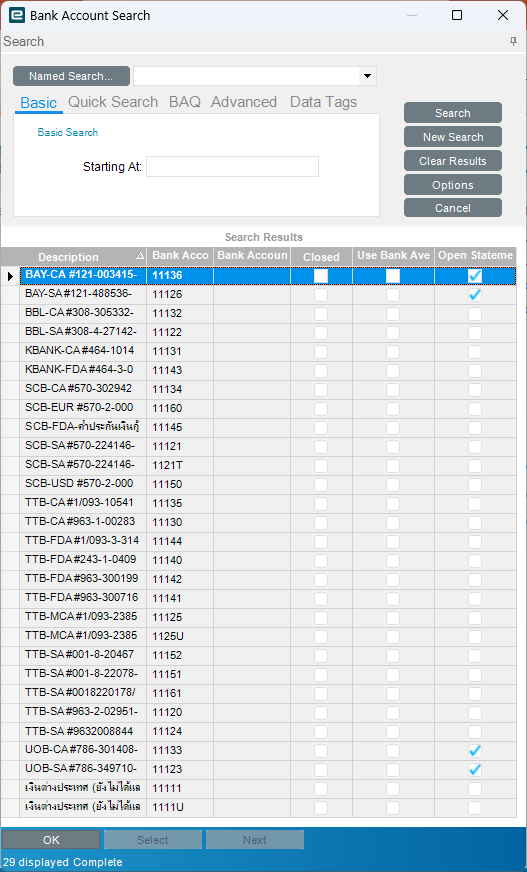 Bank Account Search
Search
Named Search...
Basic Quick Search BAQ Advanced Data Tags
Basic Search
Starting At:
Search
New Search
Clear Results
Options
Cancel
Search Results
Description Bank Acco Bank Accoun Closed Use Bank Ave Open Stateme
BAY-CA #121-003415- 11136
BAY-SA#121-488536- 11126
BBL-CA#308-305332- 11132
BBL-SA#308-4-27142- 11122
KBANK-CA#464-1014 11131
KBANK-FDA#464-3-0 11143
SCB-CA#570-302942 11134
SCB-EUR #570-2-000 11160
SCB-FDA-ค้ำประกันเงินกู้ 11145
SCB-SA#570-224146- 11121
SCB-SA#570-224146- 1121T
SCB-USD #570-2-000 11150
TTB-CA#1/093-10541 11135
TTB-CA#963-1-00283 11130
TTB-FDA#1/093-3-314 11144
TTB-FDA#243-1-0409 11140
TTB-FDA#963-300199 11142
TTB-FDA#963-300716 11141
TTB-MCA#1/093-2385 11125
TTB-MCA#1/093-2385 1125U
TTB-SA#001-8-20467 11152
TTB-SA#001-8-22078- 11151
TTB-SA#0018220178/ 11161
TTB-SA#963-2-02951- 11120
TTB-SA#9632008844 11124
UOB-CA#786-301408- 11133
UOB-SA#786-349710- 11123
เงินต่างประเทศ (ยังไม่ได้แล 11111
เงินต่างประเทศ (ยังไม่ได้แล 1111U
OK Select Next
29 displayed Complete